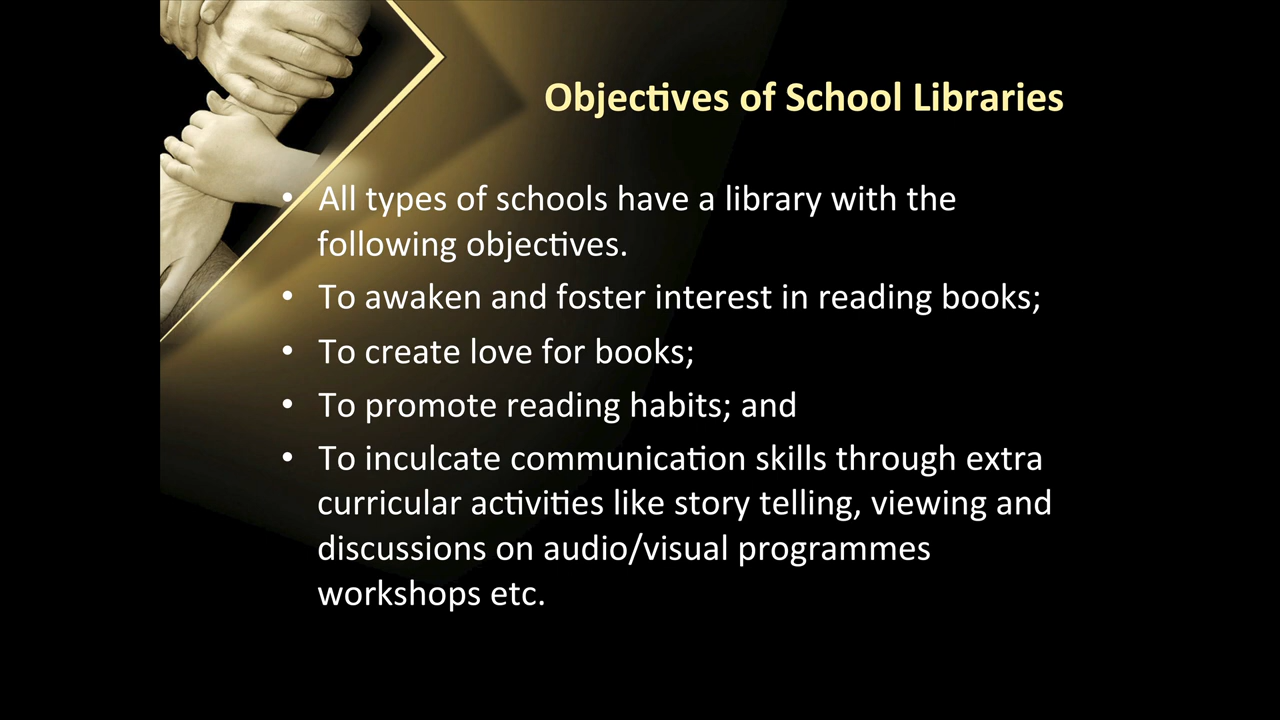 Objectives of School Libraries
• All types of schools have a library with the
following objectives.
• To awaken and foster interest in reading books;
• To create love for books;
• To promote reading habits; and
• To inculcate communication skills through extra
curricular activities like story telling, viewing and
discussions on audio/visual programmes
workshops etc.